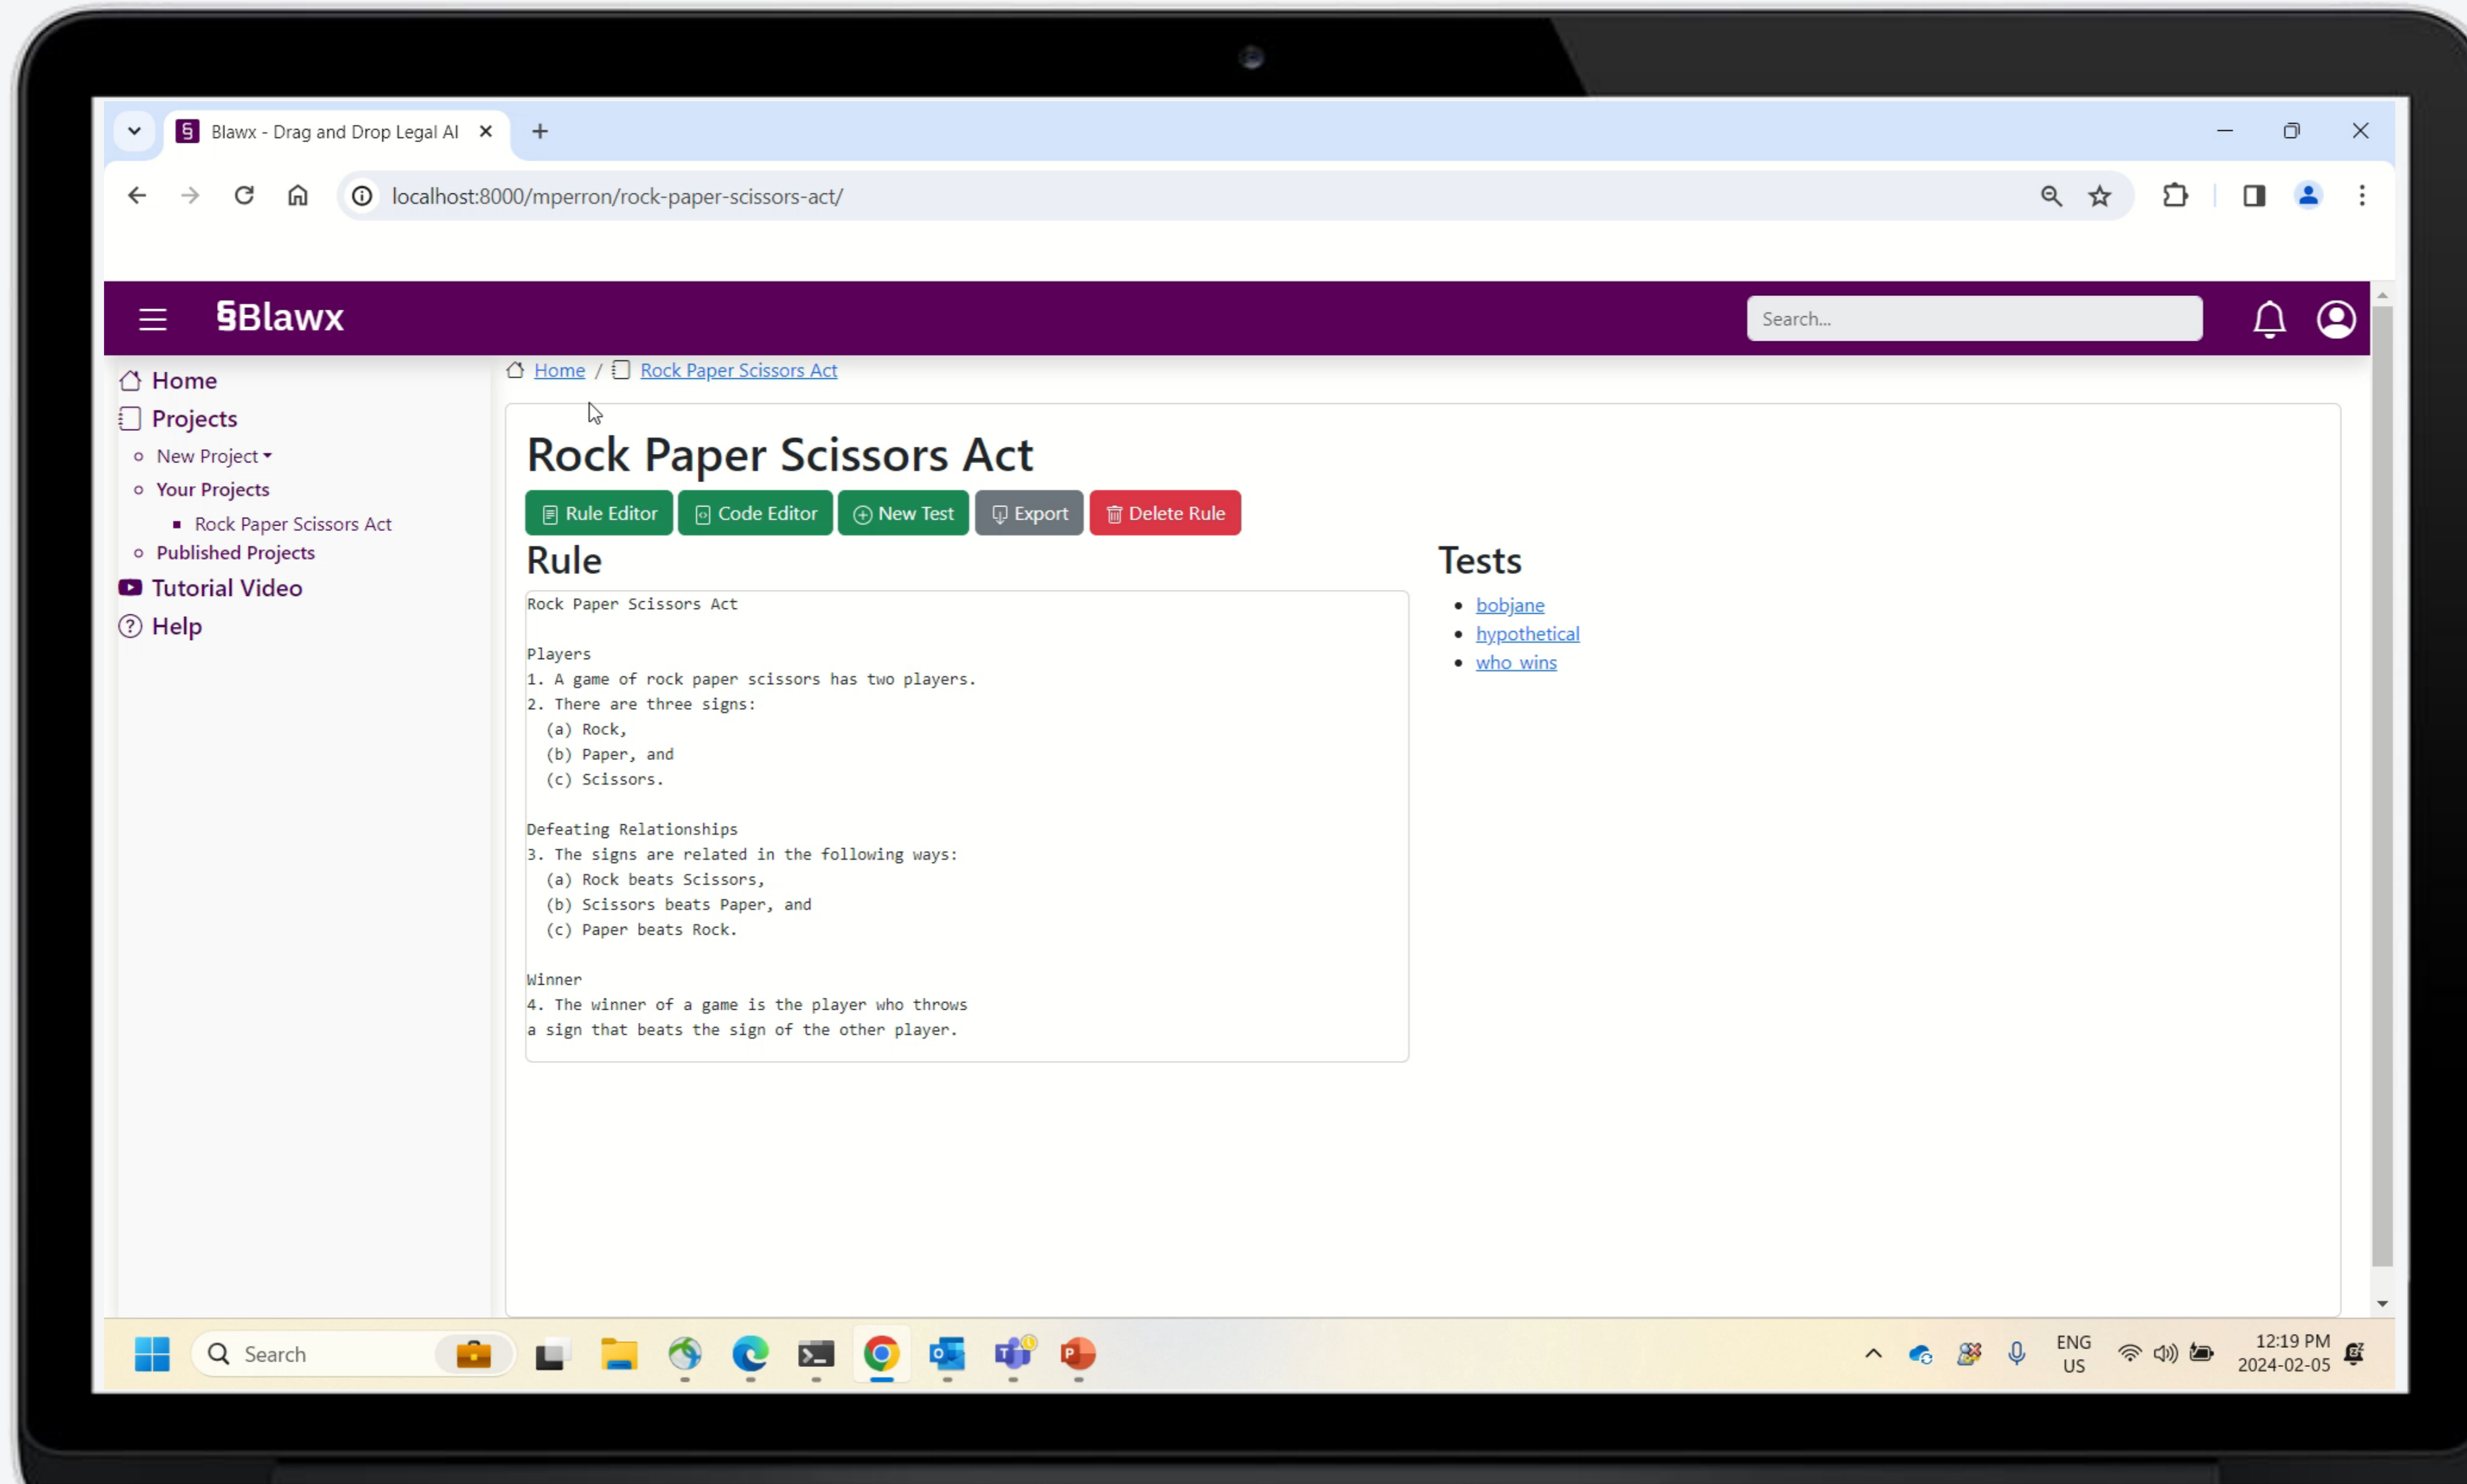 Blawx - Drag and Drop Legal AI
localhost:8000/mperron/rock-paper-scissors-act/
§Blawx
Search...
Home
Projects
New Project
Your Projects
Rock Paper Scissors Act
Published Projects
Tutorial Video
Help
Home / Rock Paper Scissors Act
Rock Paper Scissors Act
Rule Editor
Code Editor
New Test
Export
Delete Rule
Rule
Rock Paper Scissors Act
Players
1. A game of rock paper scissors has two players.
2. There are three signs:
(a) Rock,
(b) Paper, and
(c) Scissors.
Defeating Relationships
3. The signs are related in the following ways:
(a) Rock beats Scissors,
(b) Scissors beats Paper, and
(c) Paper beats Rock.
Winner
4. The winner of a game is the player who throws
a sign that beats the sign of the other player.
Tests
bobjane
hypothetical
who_wins
Search
ENG
US
12:19 PM
2024-02-05